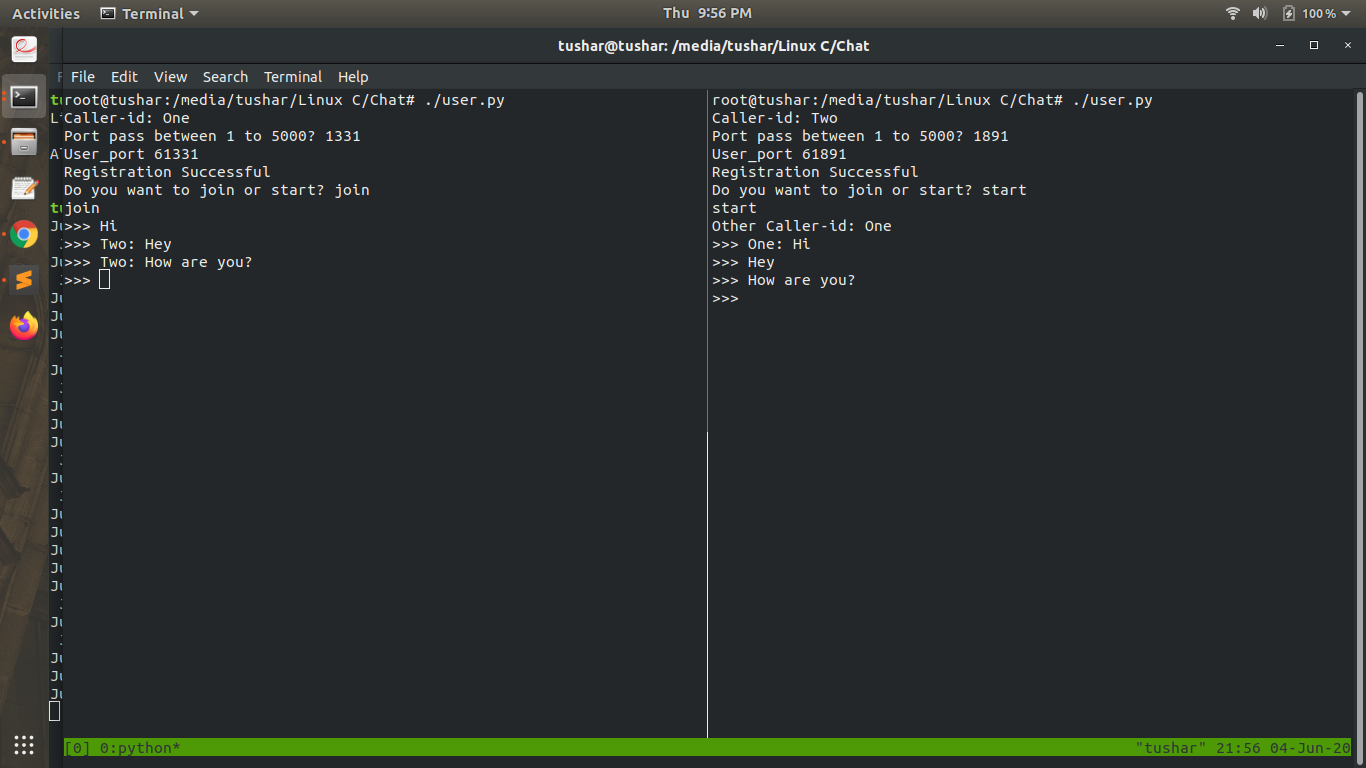 Activities Terminal Thu 9:56 PM 100%
tushar@tushar: /media/tushar/Linux C/Chat
File Edit View Search Terminal Help
root@tushar:/media/tushar/Linux C/Chat# ./user.py
Caller-id: One
Port pass between 1 to 5000? 1331
User_port 61331
Registration Successful
Do you want to join or start? join
join
>>> Hi
>>> Two: Hey
>>> Two: How are you?
>>>
root@tushar:/media/tushar/Linux C/Chat# ./user.py
Caller-id: Two
Port pass between 1 to 5000? 1891
User_port 61891
Registration Successful
Do you want to join or start? start
start
Other Caller-id: One
>>> One: Hi
>>> Hey
>>> How are you?
>>>
[0] 0:python* "tushar" 21:56 04-Jun-20